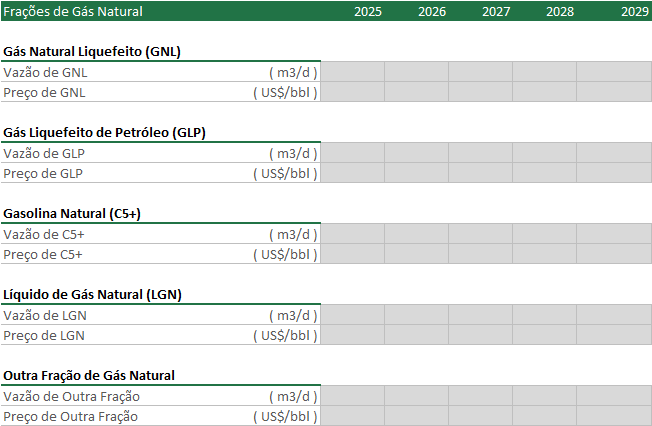 Frações de Gás Natural 2025 2026 2027 2028 2029
Gás Natural Liquefeito (GNL)
Vazão de GNL ( m3/d )
Preço de GNL ( US$/bbl )
Gás Liquefeito de Petróleo (GLP)
Vazão de GLP ( m3/d )
Preço de GLP ( US$/bbl )
Gasolina Natural (C5+)
Vazão de C5+ ( m3/d )
Preço de C5+ ( US$/bbl )
Líquido de Gás Natural (LGN)
Vazão de LGN ( m3/d )
Preço de LGN ( US$/bbl )
Outra Fração de Gás Natural
Vazão de Outra Fração ( m3/d )
Preço de Outra Fração ( US$/bbl )